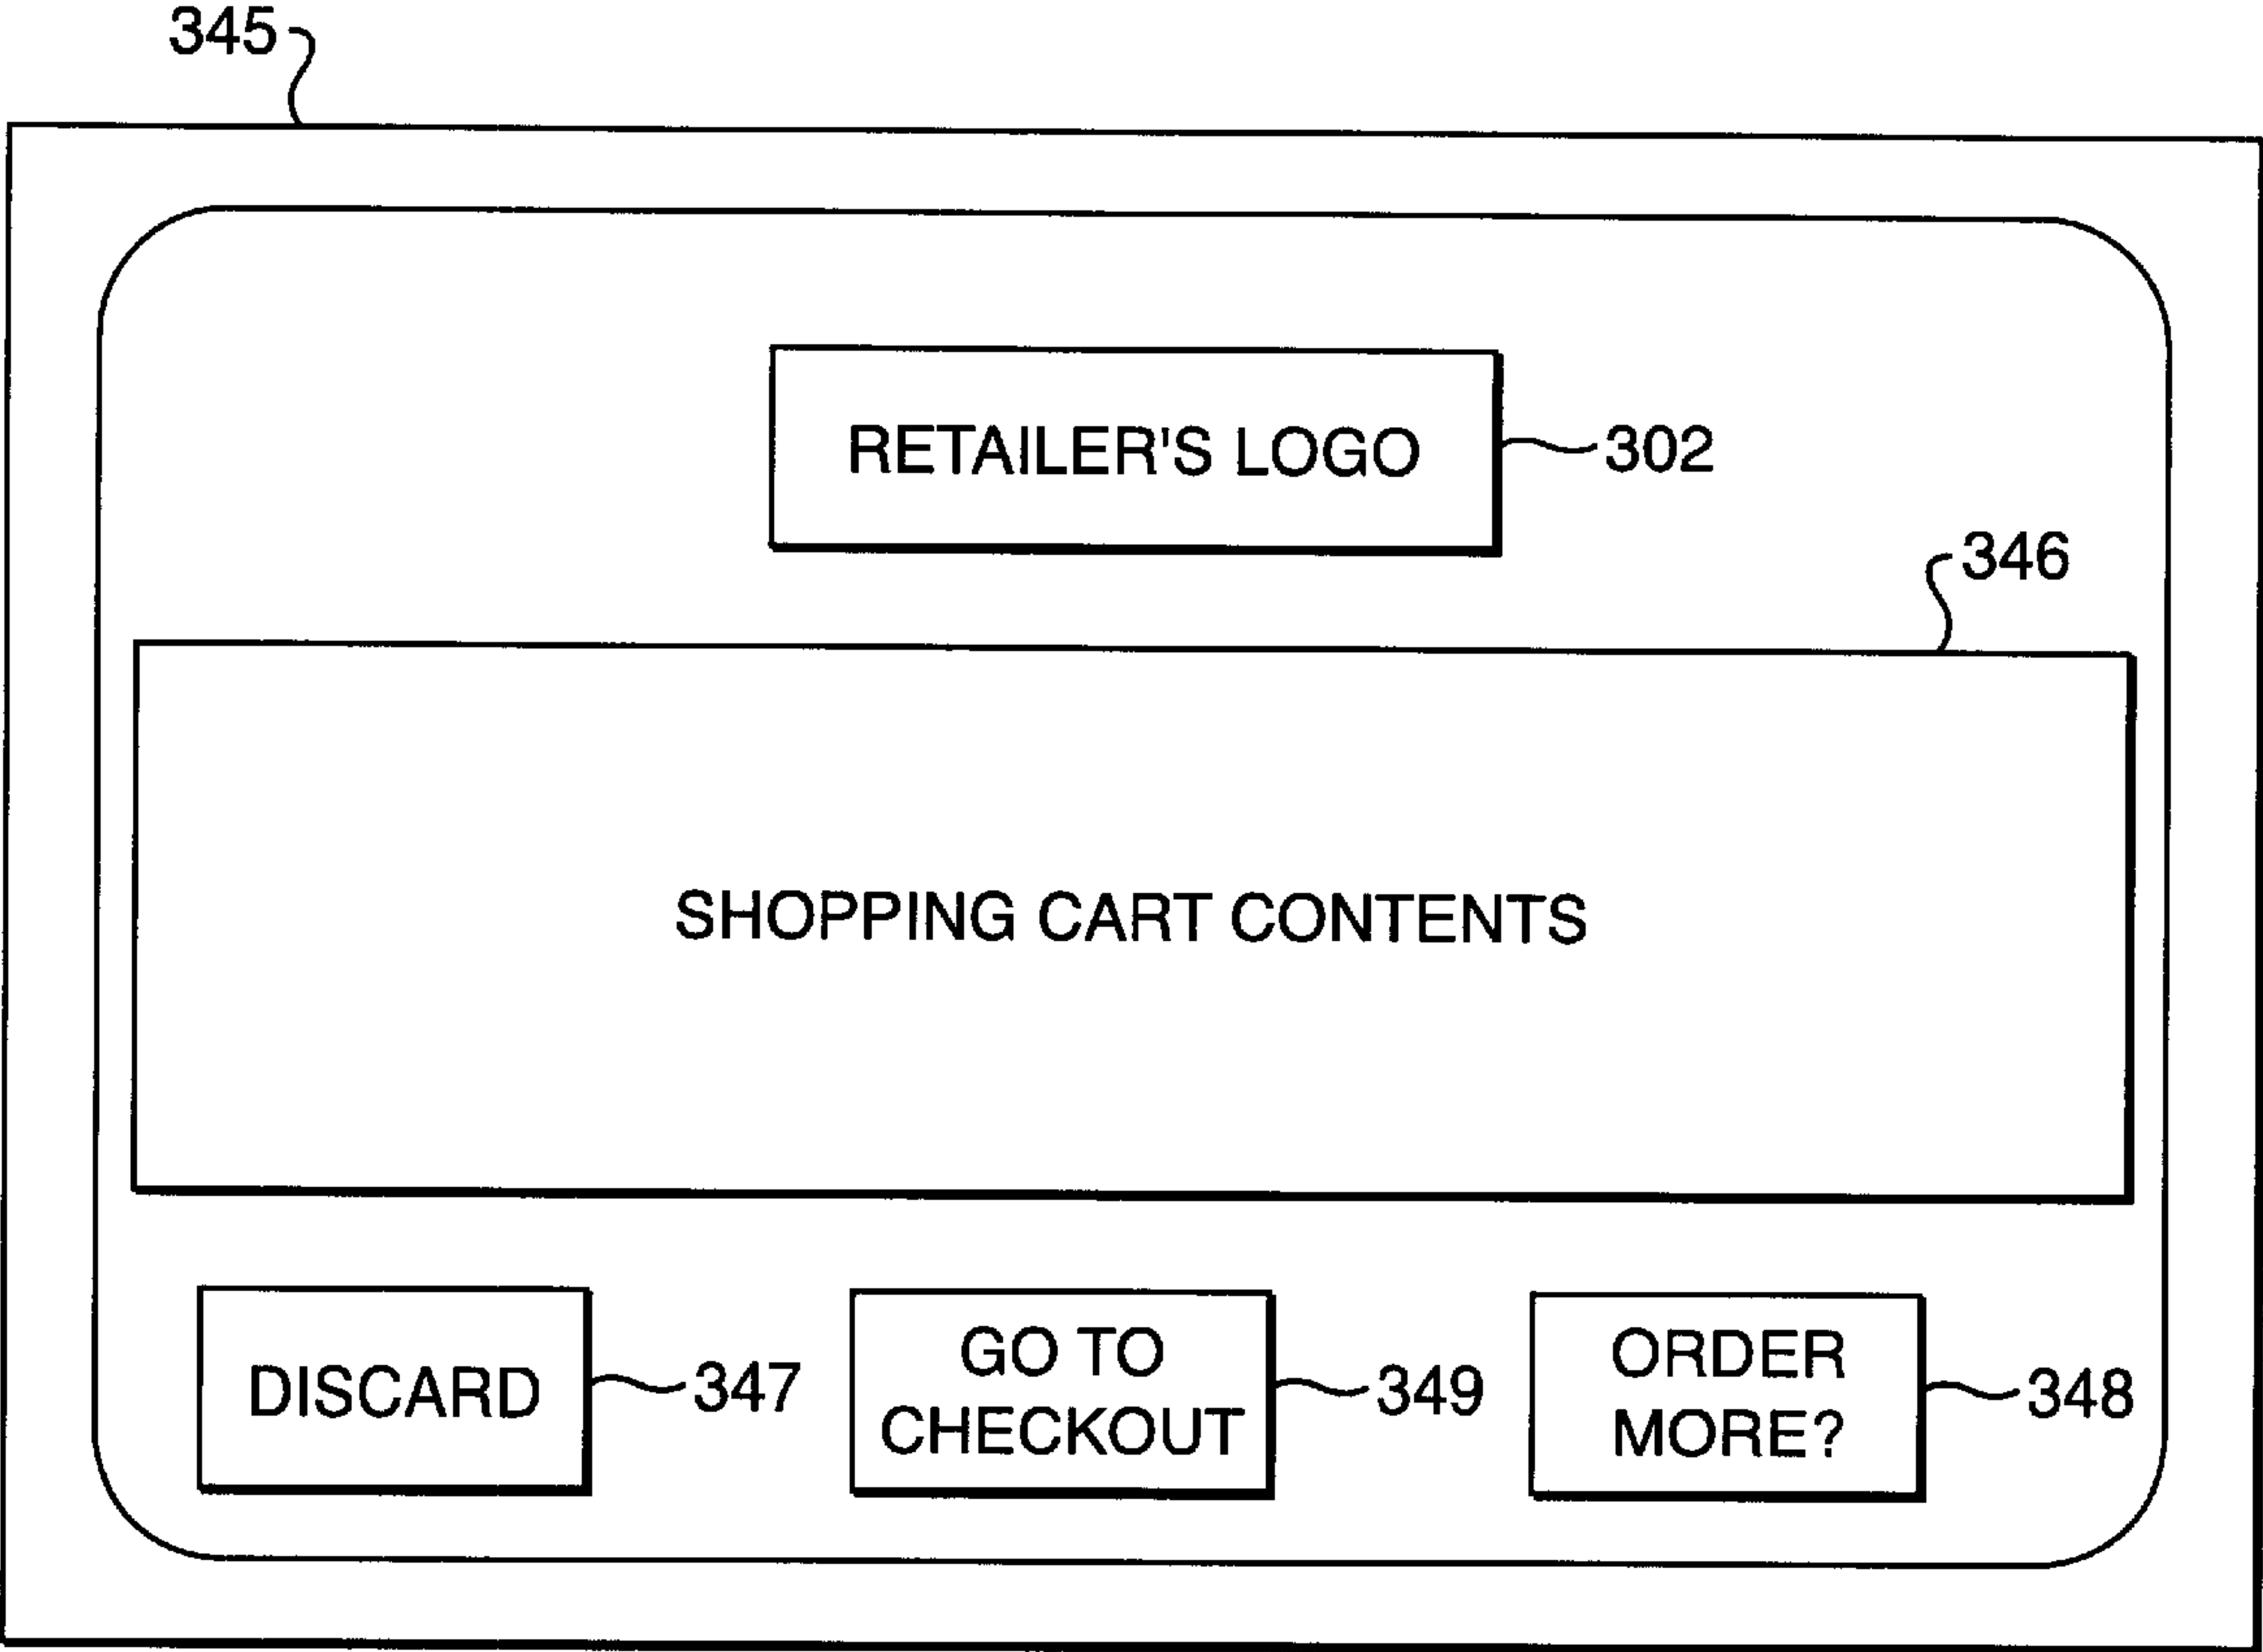 345
RETAILER'S LOGO
302
346
SHOPPING CART CONTENTS
DISCARD
347
GO TO
CHECKOUT
349
ORDER
MORE?
348